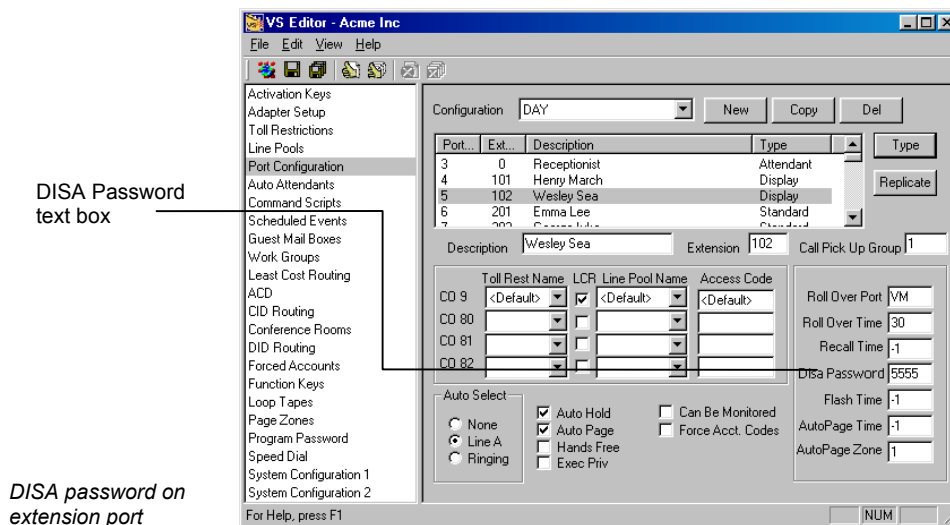 VS Editor - Acme Inc
File Edit View Help
Activation Keys
Adapter Setup
Toll Restrictions
Line Pools
Port Configuration
Auto Attendants
Command Scripts
Scheduled Events
Guest Mail Boxes
Work Groups
Least Cost Routing
ACD
CID Routing
Conference Rooms
DID Routing
Forced Accounts
Function Keys
Loop Tapes
Page Zones
Program Password
Speed Dial
System Configuration 1
System Configuration 2
Configuration DAY New Copy Del
Port... Ext... Description Type
3 0 Receptionist Attendant
4 101 Henry March Display
5 102 Wesley Sea Display
6 201 Emma Lee Standard
Type
Replicate
Description Wesley Sea Extension 102 Call Pick Up Group 1
Toll Rest Name LCR Line Pool Name Access Code
CO 9 <Default> <Default> <Default>
CO 80
CO 81
CO 82
Roll Over Port VM
Roll Over Time 30
Recall Time -1
Disa Password 5555
Flash Time -1
AutoPage Time -1
AutoPage Zone 1
Auto Select
None
Line A
Ringing
Auto Hold
Auto Page
Hands Free
Exec Priv
Can Be Monitored
Force Acct. Codes
For Help, press F1
NUM
DISA Password
text box
DISA password on
extension port